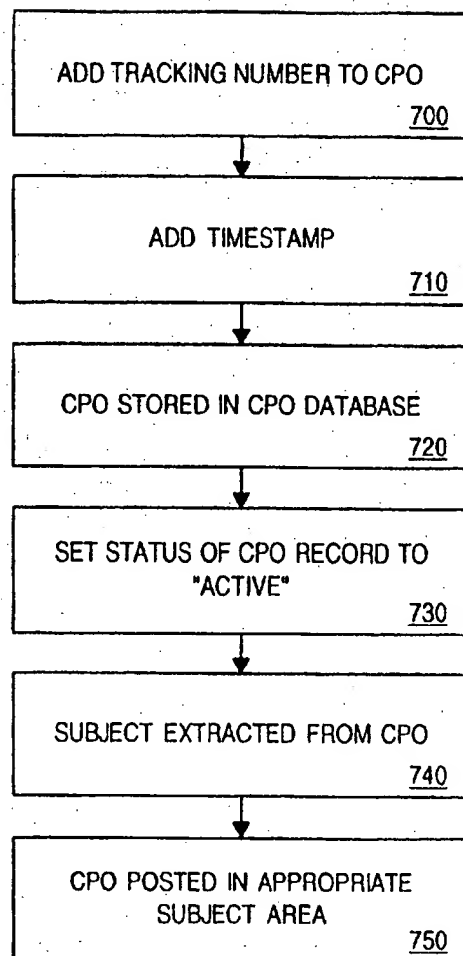 ADD TRACKING NUMBER TO CPO
700
ADD TIMESTAMP
710
CPO STORED IN CPO DATABASE
720
SET STATUS OF CPO RECORD TO
"ACTIVE"
730
SUBJECT EXTRACTED FROM CPO
740
CPO POSTED IN APPROPRIATE
SUBJECT AREA
750